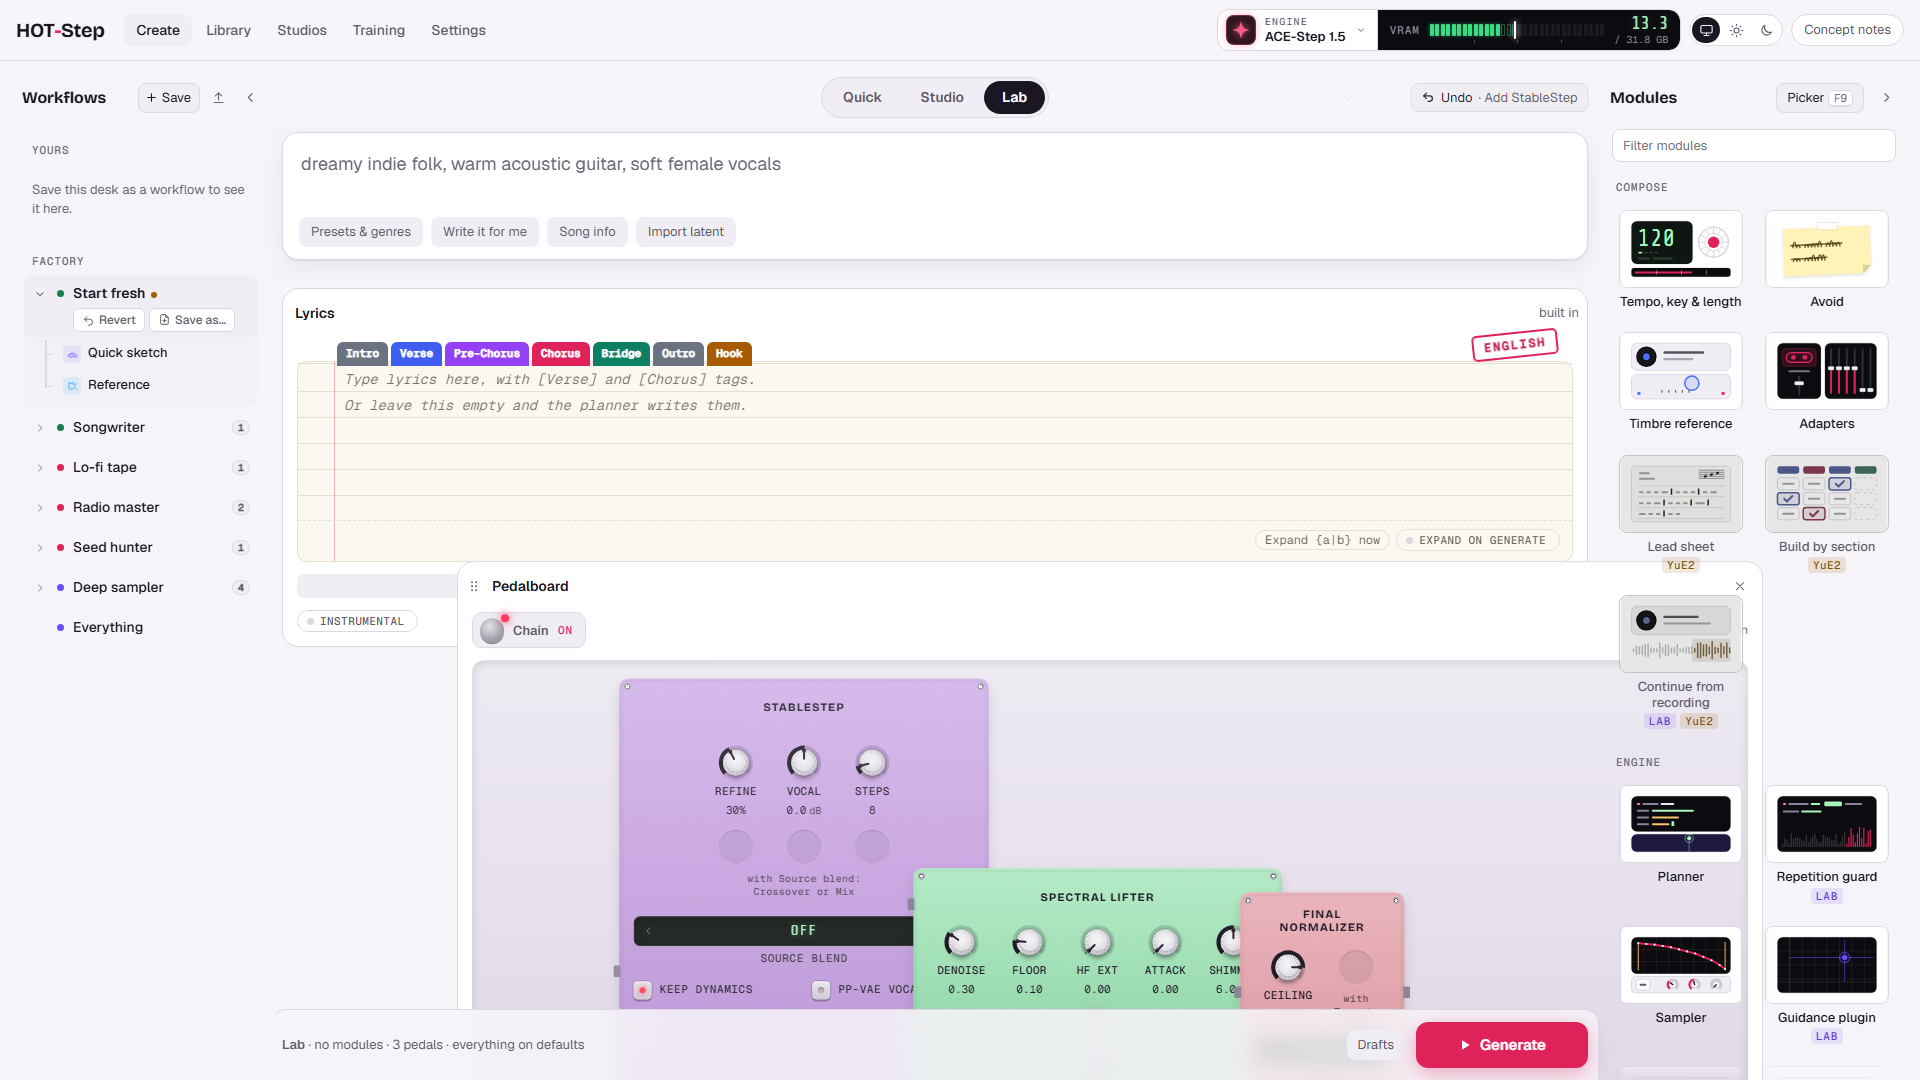 HOT-Step
Create
Library
Studios
Training
Settings
ENGINE
ACE-Step 1.5
VRAM
13.3
/ 31.8 GB
Concept notes
Workflows
+ Save
Quick
Studio
Lab
Undo · Add StableStep
Modules
Picker F9
YOURS
Save this desk as a workflow to see
it here.
FACTORY
Start fresh
Revert
Save as…
Quick sketch
Reference
Songwriter 1
Lo-fi tape 1
Radio master 2
Seed hunter 1
Deep sampler 4
Everything
dreamy indie folk, warm acoustic guitar, soft female vocals
Presets & genres
Write it for me
Song info
Import latent
Lyrics
built in
Intro
Verse
Pre-Chorus
Chorus
Bridge
Outro
Hook
ENGLISH
Type lyrics here, with [Verse] and [Chorus] tags.
Or leave this empty and the planner writes them.
Expand {a|b} now
EXPAND ON GENERATE
INSTRUMENTAL
Pedalboard
Chain ON
STABLESTEP
REFINE
VOCAL
STEPS
30%
0.0 dB
8
with Source blend:
Crossover or Mix
OFF
SOURCE BLEND
KEEP DYNAMICS
PP-VAE VOCA
SPECTRAL LIFTER
DENOISE
FLOOR
HF EXT
ATTACK
SHIMM
0.30
0.10
0.00
0.00
6.0
FINAL
NORMALIZER
CEILING
with
Lab · no modules · 3 pedals · everything on defaults
Drafts
Generate
Filter modules
COMPOSE
120
Tempo, key & length
Avoid
Timbre reference
Adapters
Lead sheet
YuE2
Build by section
YuE2
Continue from
recording
LAB YuE2
ENGINE
Planner
Repetition guard
LAB
Sampler
Guidance plugin
LAB